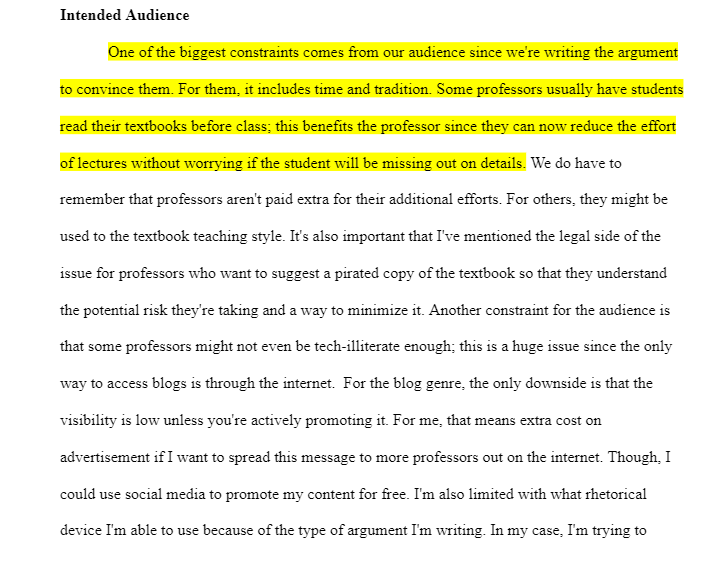 Intended Audience
One of the biggest constraints comes from our audience since we're writing the argument
to convince them. For them, it includes time and tradition. Some professors usually have students
read their textbooks before class; this benefits the professor since they can now reduce the effort
of lectures without worrying if the student will be missing out on details. We do have to
remember that professors aren't paid extra for their additional efforts. For others, they might be
used to the textbook teaching style. It's also important that I've mentioned the legal side of the
issue for professors who want to suggest a pirated copy of the textbook so that they understand
the potential risk they're taking and a way to minimize it. Another constraint for the audience is
that some professors might not even be tech-illiterate enough; this is a huge issue since the only
way to access blogs is through the internet.  For the blog genre, the only downside is that the
visibility is low unless you're actively promoting it. For me, that means extra cost on
advertisement if I want to spread this message to more professors out on the internet. Though, I
could use social media to promote my content for free. I'm also limited with what rhetorical
device I'm able to use because of the type of argument I'm writing. In my case, I'm trying to